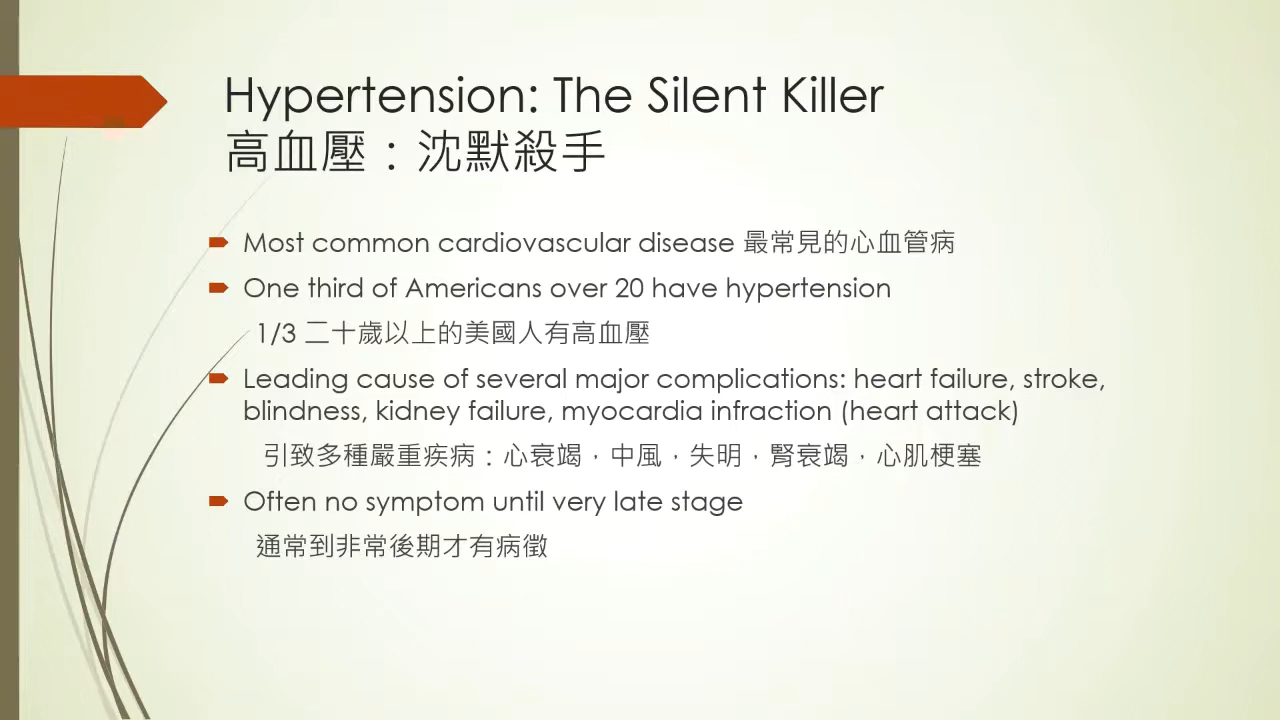 Hypertension: The Silent Killer
高血壓：沈默殺手
Most common cardiovascular disease 最常見的心血管病
One third of Americans over 20 have hypertension
1/3 二十歲以上的美國人有高血壓
Leading cause of several major complications: heart failure, stroke,
blindness, kidney failure, myocardia infraction (heart attack)
引致多種嚴重疾病：心衰竭，中風，失明，腎衰竭，心肌梗塞
Often no symptom until very late stage
通常到非常後期才有病徵